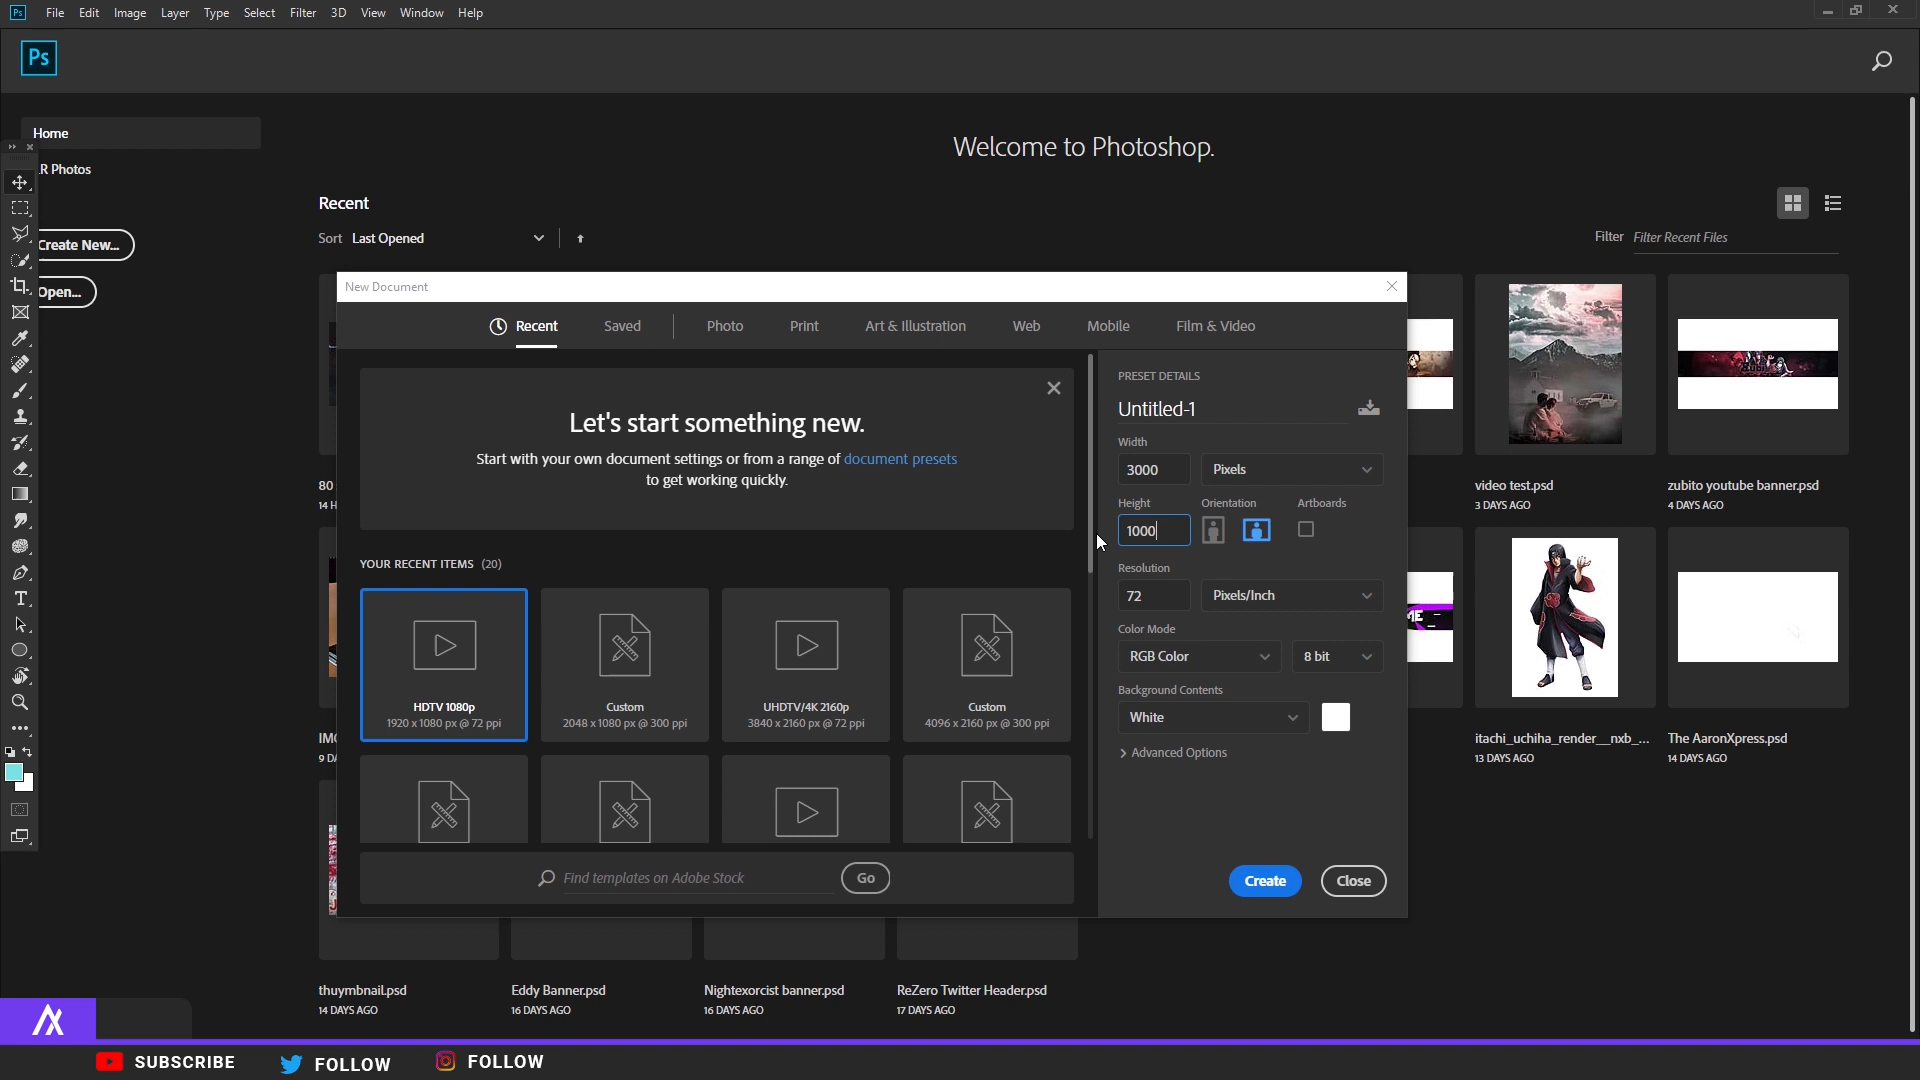 Ps File Edit Image Layer Type Select Filter 3D View Window Help
Ps
Home
R Photos
Create New...
Open...
Welcome to Photoshop.
Recent
Sort Last Opened
Filter Filter Recent Files
New Document
Recent Saved Photo Print Art & Illustration Web Mobile Film & Video
Let's start something new.
Start with your own document settings or from a range of document presets
to get working quickly.
YOUR RECENT ITEMS (20)
HDTV 1080p
1920 x 1080 px @ 72 ppi
Custom
2048 x 1080 px @ 300 ppi
UHDTV/4K 2160p
3840 x 2160 px @ 72 ppi
Custom
4096 x 2160 px @ 300 ppi
Find templates on Adobe Stock Go
PRESET DETAILS
Untitled-1
Width
3000 Pixels
Height Orientation Artboards
1000
Resolution
72 Pixels/Inch
Color Mode
RGB Color 8 bit
Background Contents
White
Advanced Options
Create Close
80
14 H
video test.psd
3 DAYS AGO
zubito youtube banner.psd
4 DAYS AGO
ME
IMG
9 DA
itachi_uchiha_render__nxb_...
13 DAYS AGO
The AaronXpress.psd
14 DAYS AGO
thuymbnail.psd
14 DAYS AGO
Eddy Banner.psd
16 DAYS AGO
Nightexorcist banner.psd
16 DAYS AGO
ReZero Twitter Header.psd
17 DAYS AGO
SUBSCRIBE FOLLOW FOLLOW